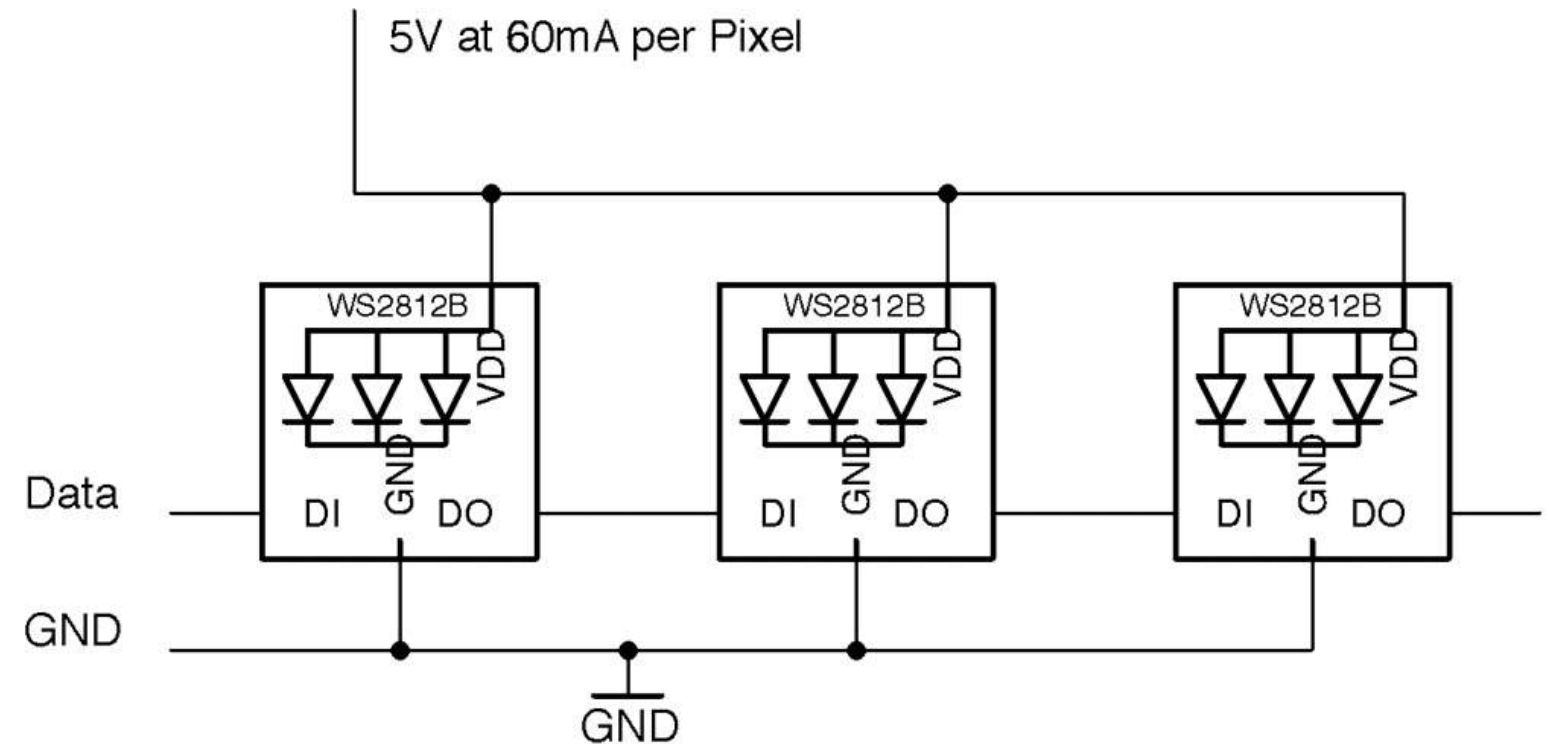 5V at 60mA per Pixel
WS2812B
VDD
GND
DI
DO
WS2812B
VDD
GND
DI
DO
WS2812B
VDD
GND
DI
DO
Data
GND
GND